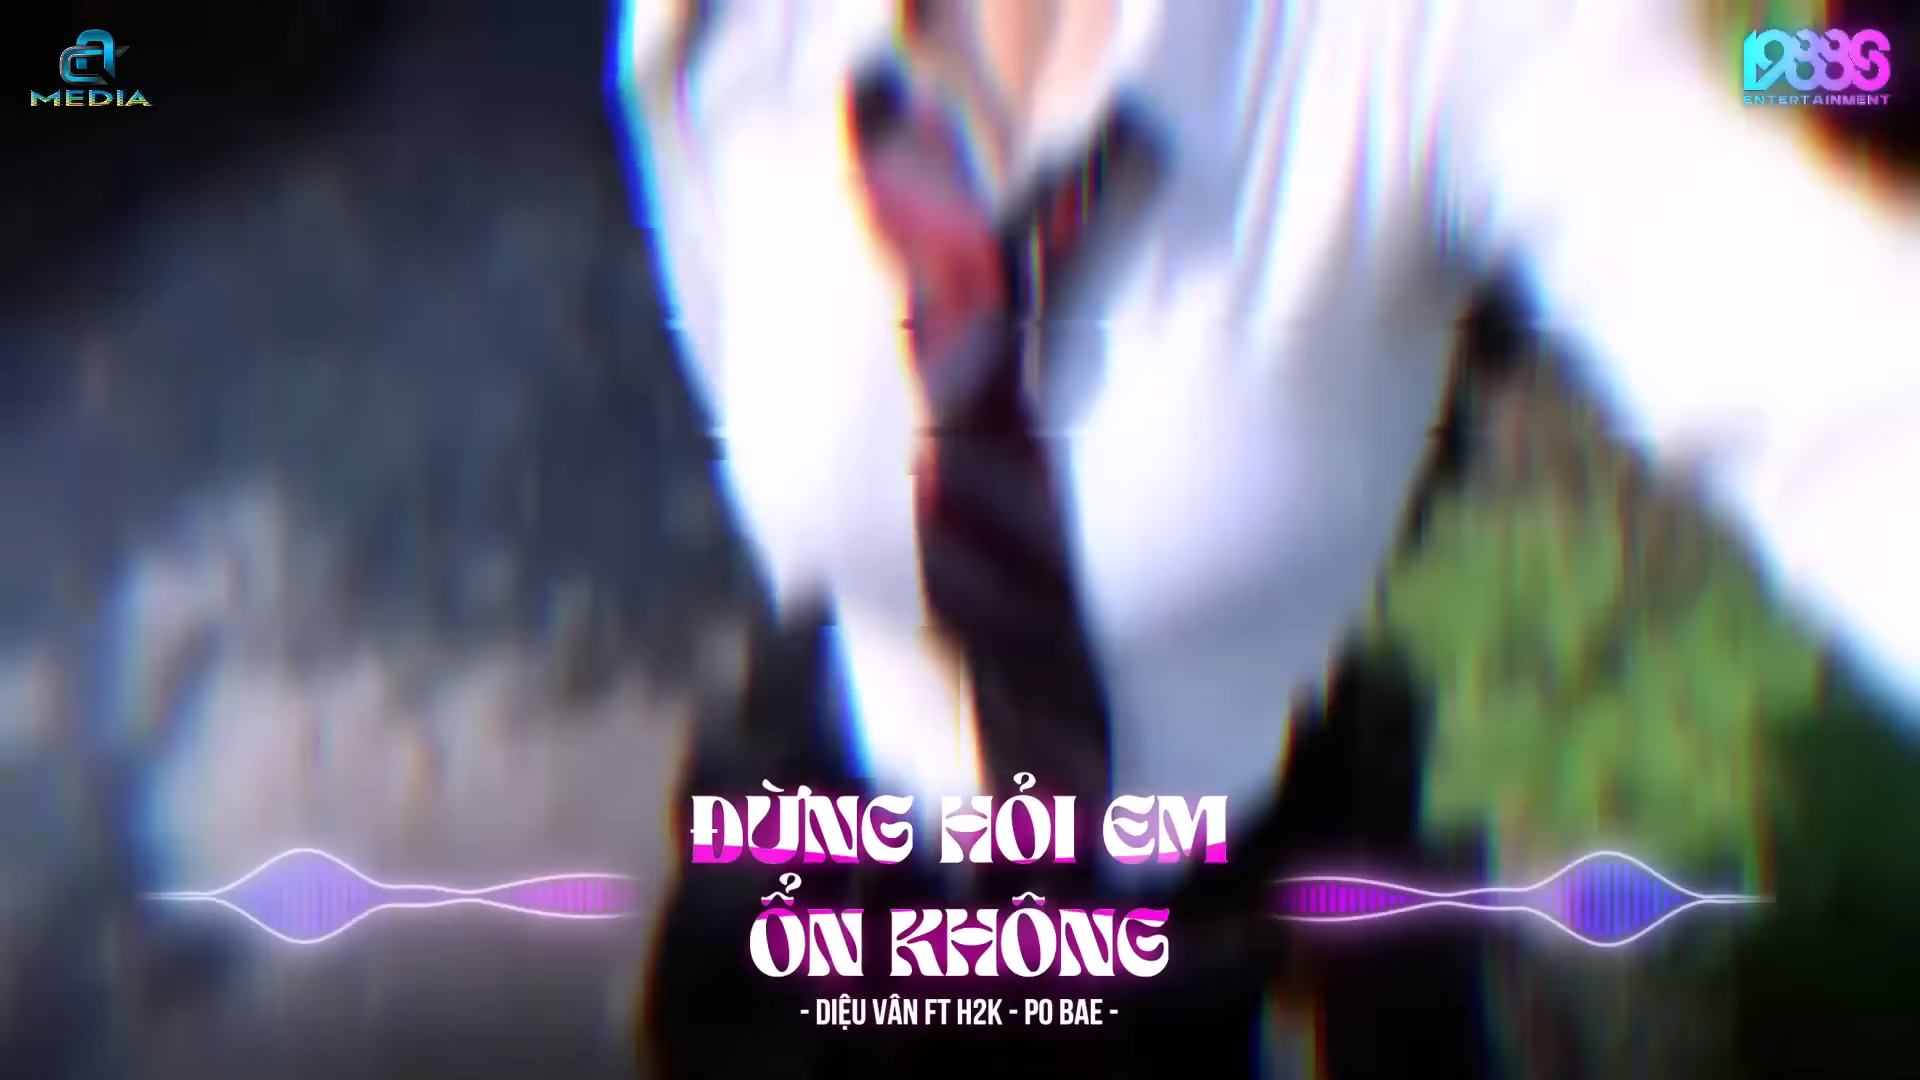 MEDIA
1988S
ENTERTAINMENT
ĐỪNG HỎI EM
ỔN KHÔNG
- DIỆU VÂN FT H2K - PO BAE -